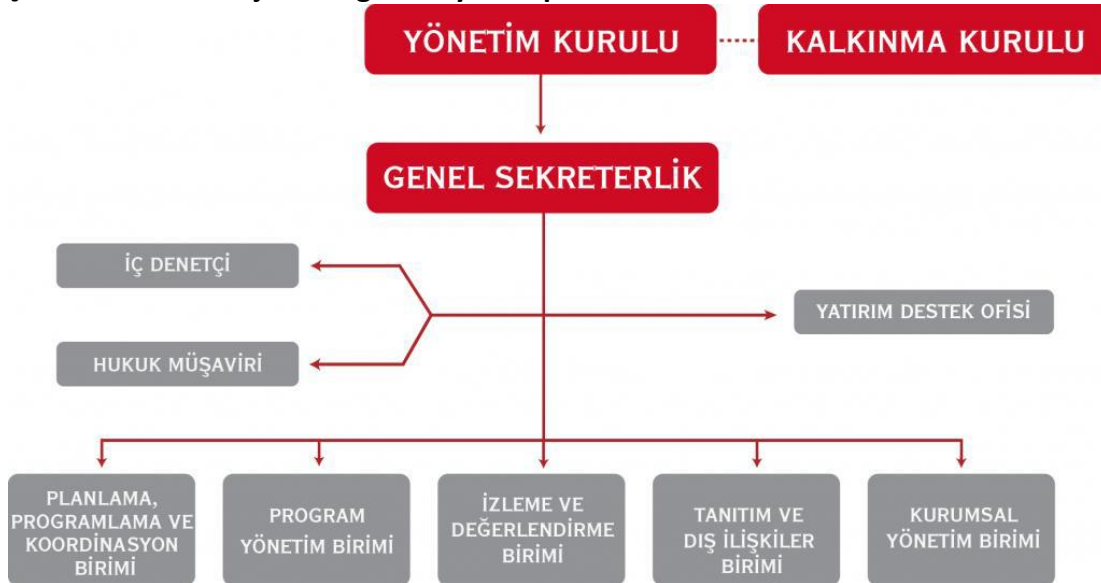 YÖNETİM KURULU
KALKINMA KURULU
GENEL SEKRETERLİK
İÇ DENETÇİ
YATIRIM DESTEK OFİSİ
HUKUK MÜŞAVİRİ
PLANLAMA,
PROGRAMLAMA VE
KOORDİNASYON
BİRİMİ
PROGRAM
YÖNETİM BİRİMİ
İZLEME VE
DEĞERLENDİRME
BİRİMİ
TANITIM VE
DIŞ İLİŞKİLER
BİRİMİ
KURUMSAL
YÖNETİM BİRİMİ